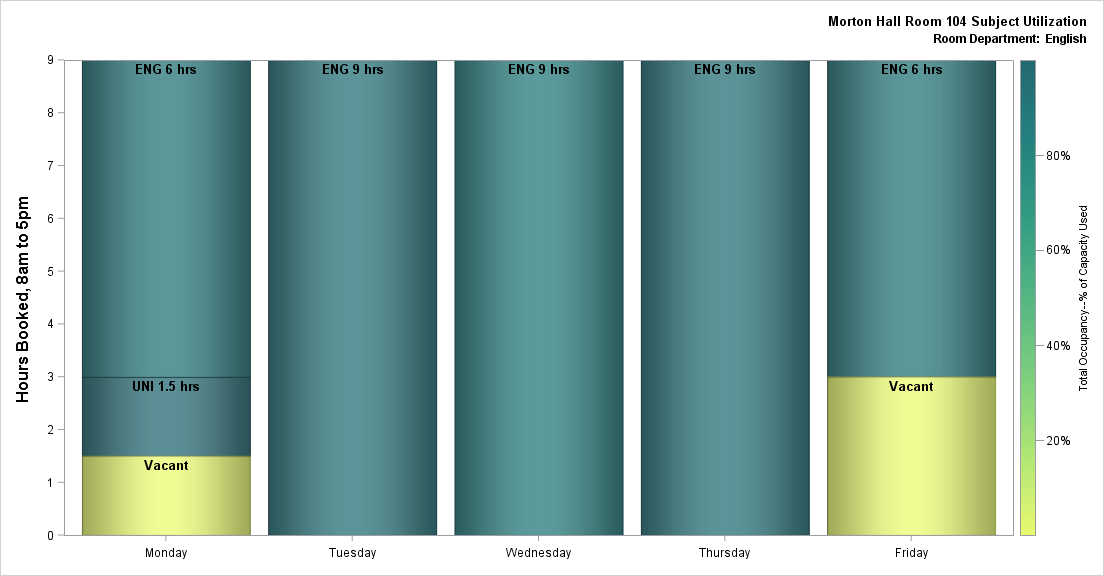 Morton Hall Room 104 Subject Utilization
Room Department: English
Hours Booked, 8am to 5pm
9
8
7
6
5
4
3
2
1
0
ENG 6 hrs
UNI 1.5 hrs
Vacant
ENG 9 hrs
ENG 9 hrs
ENG 9 hrs
ENG 6 hrs
Vacant
Monday
Tuesday
Wednesday
Thursday
Friday
80%
60%
40%
20%
Total Occupancy--% of Capacity Used